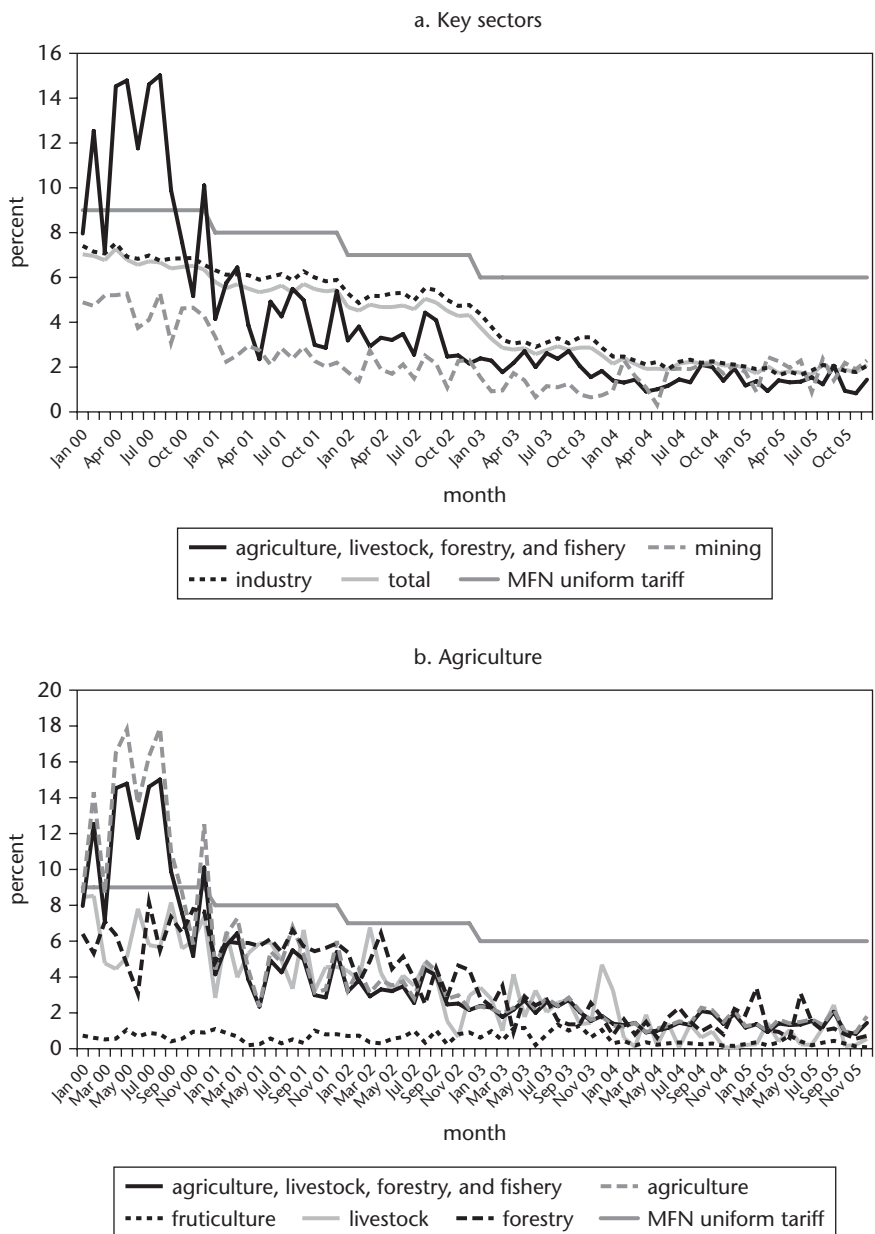 a. Key sectors
16
14
12
10
8
6
4
2
0
percent
Jan 00 Apr 00 Jul 00 Oct 00 Jan 01 Apr 01 Jul 01 Oct 01 Jan 02 Apr 02 Jul 02 Oct 02 Jan 03 Apr 03 Jul 03 Oct 03 Jan 04 Apr 04 Jul 04 Oct 04 Jan 05 Apr 05 Jul 05 Oct 05
month
agriculture, livestock, forestry, and fishery mining
industry total MFN uniform tariff
b. Agriculture
20
18
16
14
12
10
8
6
4
2
0
percent
Jan 00 Mar 00 May 00 Jul 00 Sep 00 Nov 00 Jan 01 Mar 01 May 01 Jul 01 Sep 01 Nov 01 Jan 02 Mar 02 May 02 Jul 02 Sep 02 Nov 02 Jan 03 Mar 03 May 03 Jul 03 Sep 03 Nov 03 Jan 04 Mar 04 May 04 Jul 04 Sep 04 Nov 04 Jan 05 Mar 05 May 05 Jul 05 Sep 05 Nov 05
month
agriculture, livestock, forestry, and fishery agriculture
fruticulture livestock forestry MFN uniform tariff